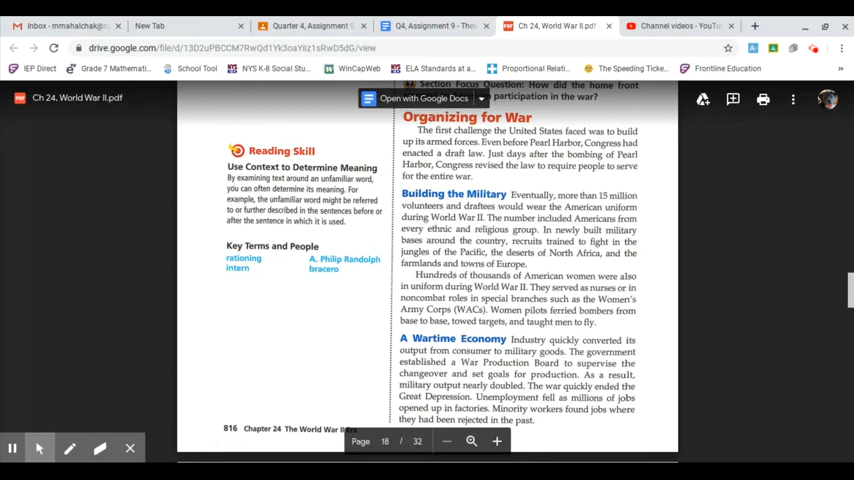 Inbox - mmahalchak@r
New Tab
Quarter 4, Assignment 9
Q4, Assignment 9 - The
Ch 24, World War II.pdf
Channel videos - YouTu
drive.google.com/file/d/13D2uPBCCM7RwQd1Yk3oaYiIz1sRwD5dG/view
IEP Direct
Grade 7 Mathemati...
School Tool
NYS K-8 Social Stu...
WinCapWeb
ELA Standards at a...
Proportional Relatio...
The Speeding Ticke...
Frontline Education
Ch 24, World War II.pdf
Open with Google Docs
Section Focus Question: How did the home front
participation in the war?
Organizing for War
The first challenge the United States faced was to build
up its armed forces. Even before Pearl Harbor, Congress had
enacted a draft law. Just days after the bombing of Pearl
Harbor, Congress revised the law to require people to serve
for the entire war.
Reading Skill
Use Context to Determine Meaning
By examining text around an unfamiliar word,
you can often determine its meaning. For
example, the unfamiliar word might be referred
to or further described in the sentences before or
after the sentence in which it is used.
Key Terms and People
rationing
A. Philip Randolph
intern
bracero
Building the Military Eventually, more than 15 million
volunteers and draftees would wear the American uniform
during World War II. The number included Americans from
every ethnic and religious group. In newly built military
bases around the country, recruits trained to fight in the
jungles of the Pacific, the deserts of North Africa, and the
farmlands and towns of Europe.
Hundreds of thousands of American women were also
in uniform during World War II. They served as nurses or in
noncombat roles in special branches such as the Women's
Army Corps (WACs). Women pilots ferried bombers from
base to base, towed targets, and taught men to fly.
A Wartime Economy Industry quickly converted its
output from consumer to military goods. The government
established a War Production Board to supervise the
changeover and set goals for production. As a result,
military output nearly doubled. The war quickly ended the
Great Depression. Unemployment fell as millions of jobs
opened up in factories. Minority workers found jobs where
they had been rejected in the past.
816 Chapter 24 The World War II Era
Page 18 / 32